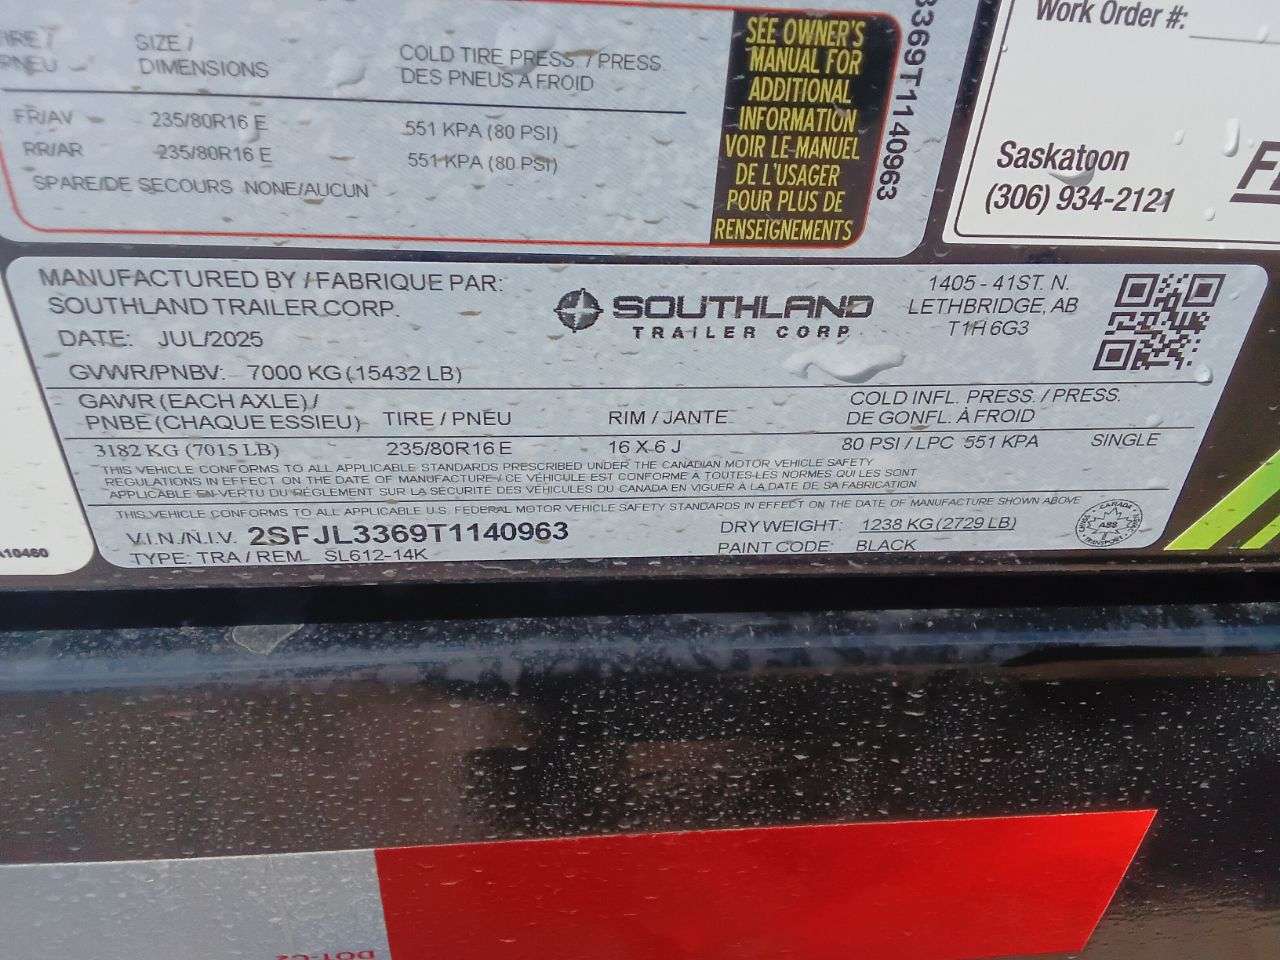 SIZE /
DIMENSIONS
COLD TIRE PRESS. / PRESS.
DES PNEUS A FROID
FR/AV 235/80R16 E 551 KPA (80 PSI)
RR/AR 235/80R16 E 551 KPA (80 PSI)
SPARE/DE SECOURS NONE/AUCUN
SEE OWNER'S
MANUAL FOR
ADDITIONAL
INFORMATION
VOIR LE MANUEL
DE L'USAGER
POUR PLUS DE
RENSEIGNEMENTS
3369T1140963
Work Order #:
Saskatoon
(306) 934-2121
MANUFACTURED BY / FABRIQUE PAR:
SOUTHLAND TRAILER CORP.
DATE: JUL/2025
SOUTHLAND
TRAILER CORP
1405 - 41ST. N.
LETHBRIDGE, AB
T1H 6G3
GVWR/PNBV: 7000 KG (15432 LB)
GAWR (EACH AXLE) /
PNBE (CHAQUE ESSIEU) TIRE / PNEU RIM / JANTE
COLD INFL. PRESS. / PRESS.
DE GONFL. À FROID
3182 KG (7015 LB) 235/80R16 E 16 X 6 J 80 PSI / LPC 551 KPA SINGLE
THIS VEHICLE CONFORMS TO ALL APPLICABLE STANDARDS PRESCRIBED UNDER THE CANADIAN MOTOR VEHICLE SAFETY
REGULATIONS IN EFFECT ON THE DATE OF MANUFACTURE / CE VÉHICULE EST CONFORME A TOUTES LES NORMES QUI LES SONT
APPLICABLE EN VERTU DU RÈGLEMENT SUR LA SECURITE DES VÉHICULES DU CANADA EN VIGUER À LA DATE DE SA FABRICATION
THIS VEHICLE CONFORMS TO ALL APPLICABLE U.S. FEDERAL MOTOR VEHICLE SAFETY STANDARDS IN EFFECT ON THE DATE OF MANUFACTURE SHOWN ABOVE
V.I.N./N.I.V. 2SFJL3369T1140963
TYPE: TRA / REM SL612-14K
DRY WEIGHT: 1238 KG (2729 LB)
PAINT CODE: BLACK
CANADA
ABS
TRANSPORT
10460
DOT-C2